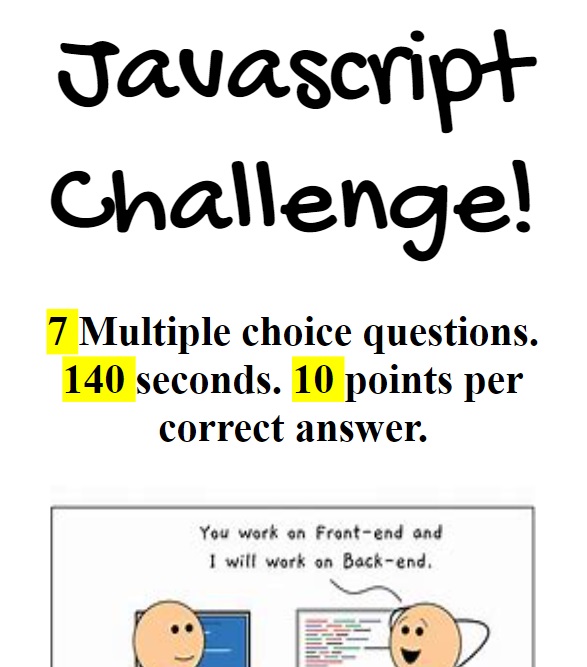 Javascript
Challenge!
7 Multiple choice questions.
140 seconds. 10 points per
correct answer.
You work on Front-end and
I will work on Back-end.